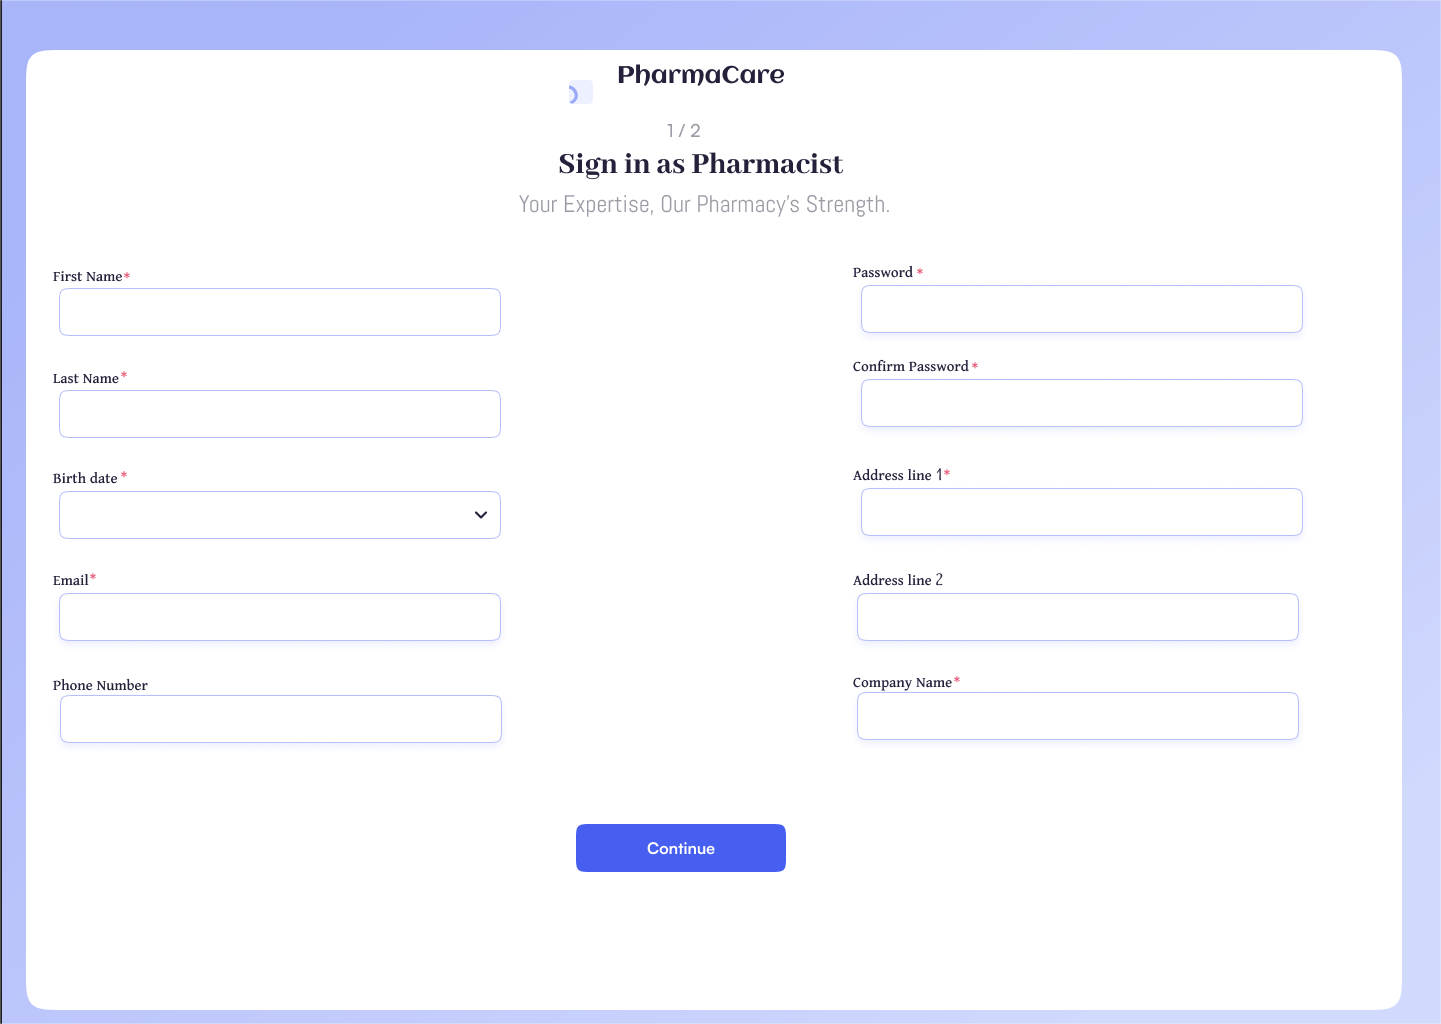 PharmaCare
1 / 2
Sign in as Pharmacist
Your Expertise, Our Pharmacy's Strength.
First Name*
Last Name*
Birth date *
Email*
Phone Number
Password *
Confirm Password *
Address line 1*
Address line 2
Company Name*
Continue